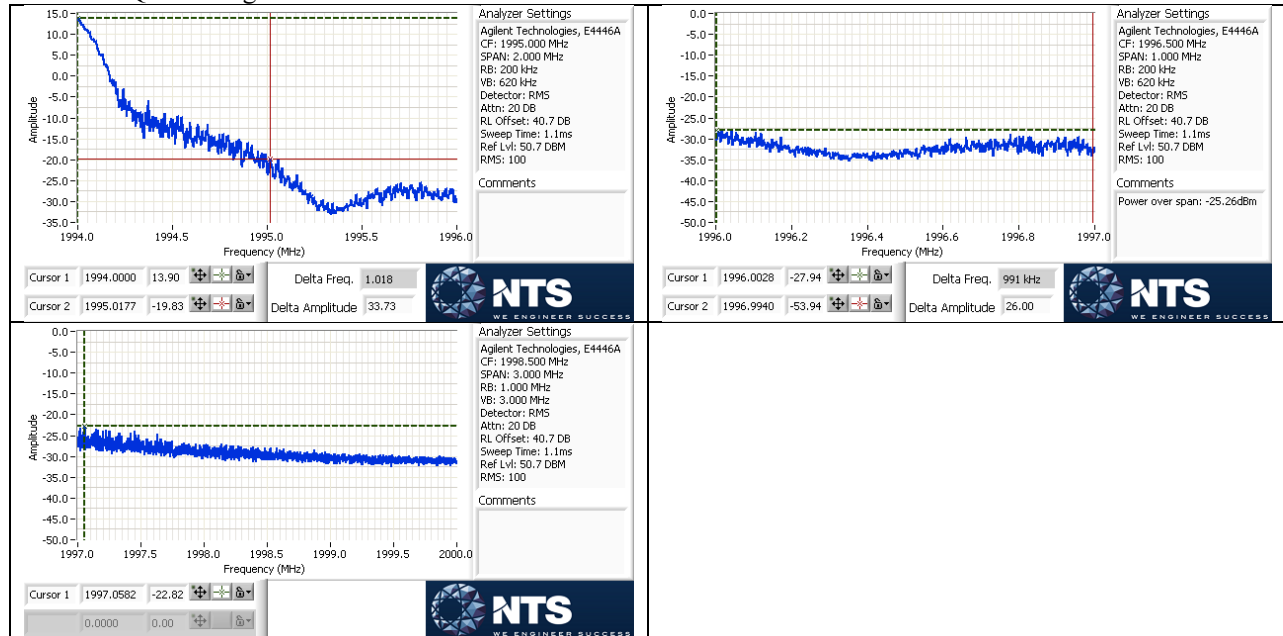 Analyzer Settings
Agilent Technologies, E4446A
CF: 1995.000 MHz
SPAN: 2.000 MHz
RB: 200 kHz
VB: 620 kHz
Detector: RMS
Attn: 20 DB
RL Offset: 40.7 DB
Sweep Time: 1.1ms
Ref Lvl: 50.7 DBM
RMS: 100
Comments
Amplitude
15.0
10.0
5.0
0.0
-5.0
-10.0
-15.0
-20.0
-25.0
-30.0
-35.0
1994.0 1994.5 1995.0 1995.5 1996.0
Frequency (MHz)
Cursor 1 1994.0000 13.90
Cursor 2 1995.0177 -19.83
Delta Freq. 1.018
Delta Amplitude 33.73
NTS
WE ENGINEER SUCCESS
Analyzer Settings
Agilent Technologies, E4446A
CF: 1996.500 MHz
SPAN: 1.000 MHz
RB: 200 kHz
VB: 620 kHz
Detector: RMS
Attn: 20 DB
RL Offset: 40.7 DB
Sweep Time: 1.1ms
Ref Lvl: 50.7 DBM
RMS: 100
Comments
Power over span: -25.26dBm
Amplitude
0.0
-5.0
-10.0
-15.0
-20.0
-25.0
-30.0
-35.0
-40.0
-45.0
-50.0
1996.0 1996.2 1996.4 1996.6 1996.8 1997.0
Frequency (MHz)
Cursor 1 1996.0028 -27.94
Cursor 2 1996.9940 -53.94
Delta Freq. 991 kHz
Delta Amplitude 26.00
NTS
WE ENGINEER SUCCESS
Analyzer Settings
Agilent Technologies, E4446A
CF: 1998.500 MHz
SPAN: 3.000 MHz
RB: 1.000 MHz
VB: 3.000 MHz
Detector: RMS
Attn: 20 DB
RL Offset: 40.7 DB
Sweep Time: 1.1ms
Ref Lvl: 50.7 DBM
RMS: 100
Comments
Amplitude
0.0
-5.0
-10.0
-15.0
-20.0
-25.0
-30.0
-35.0
-40.0
-45.0
-50.0
1997.0 1997.5 1998.0 1998.5 1999.0 1999.5 2000.0
Frequency (MHz)
Cursor 1 1997.0582 -22.82
0.0000 0.00
NTS
WE ENGINEER SUCCESS